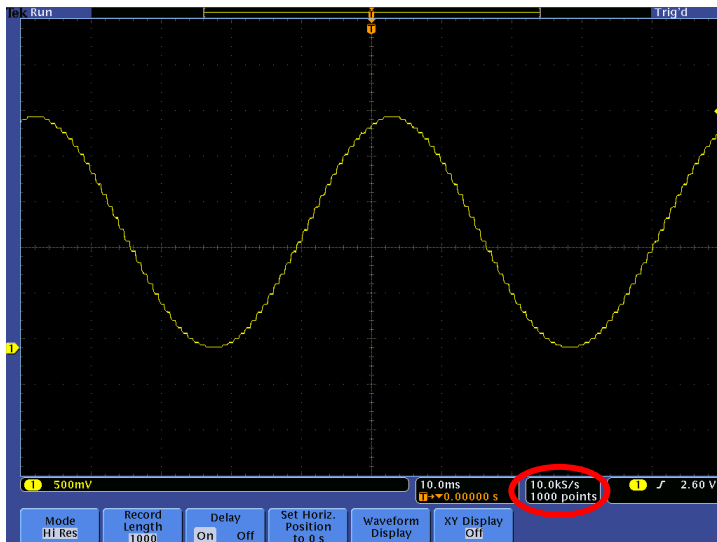 Tek Run Trig'd
T
T
1
1 500mV 10.0ms 10.0kS/s 1 2.60 V
T→▼0.00000 s 1000 points
Mode Hi Res
Record Length 1000
Delay On Off
Set Horiz. Position to 0 s
Waveform Display
XY Display Off